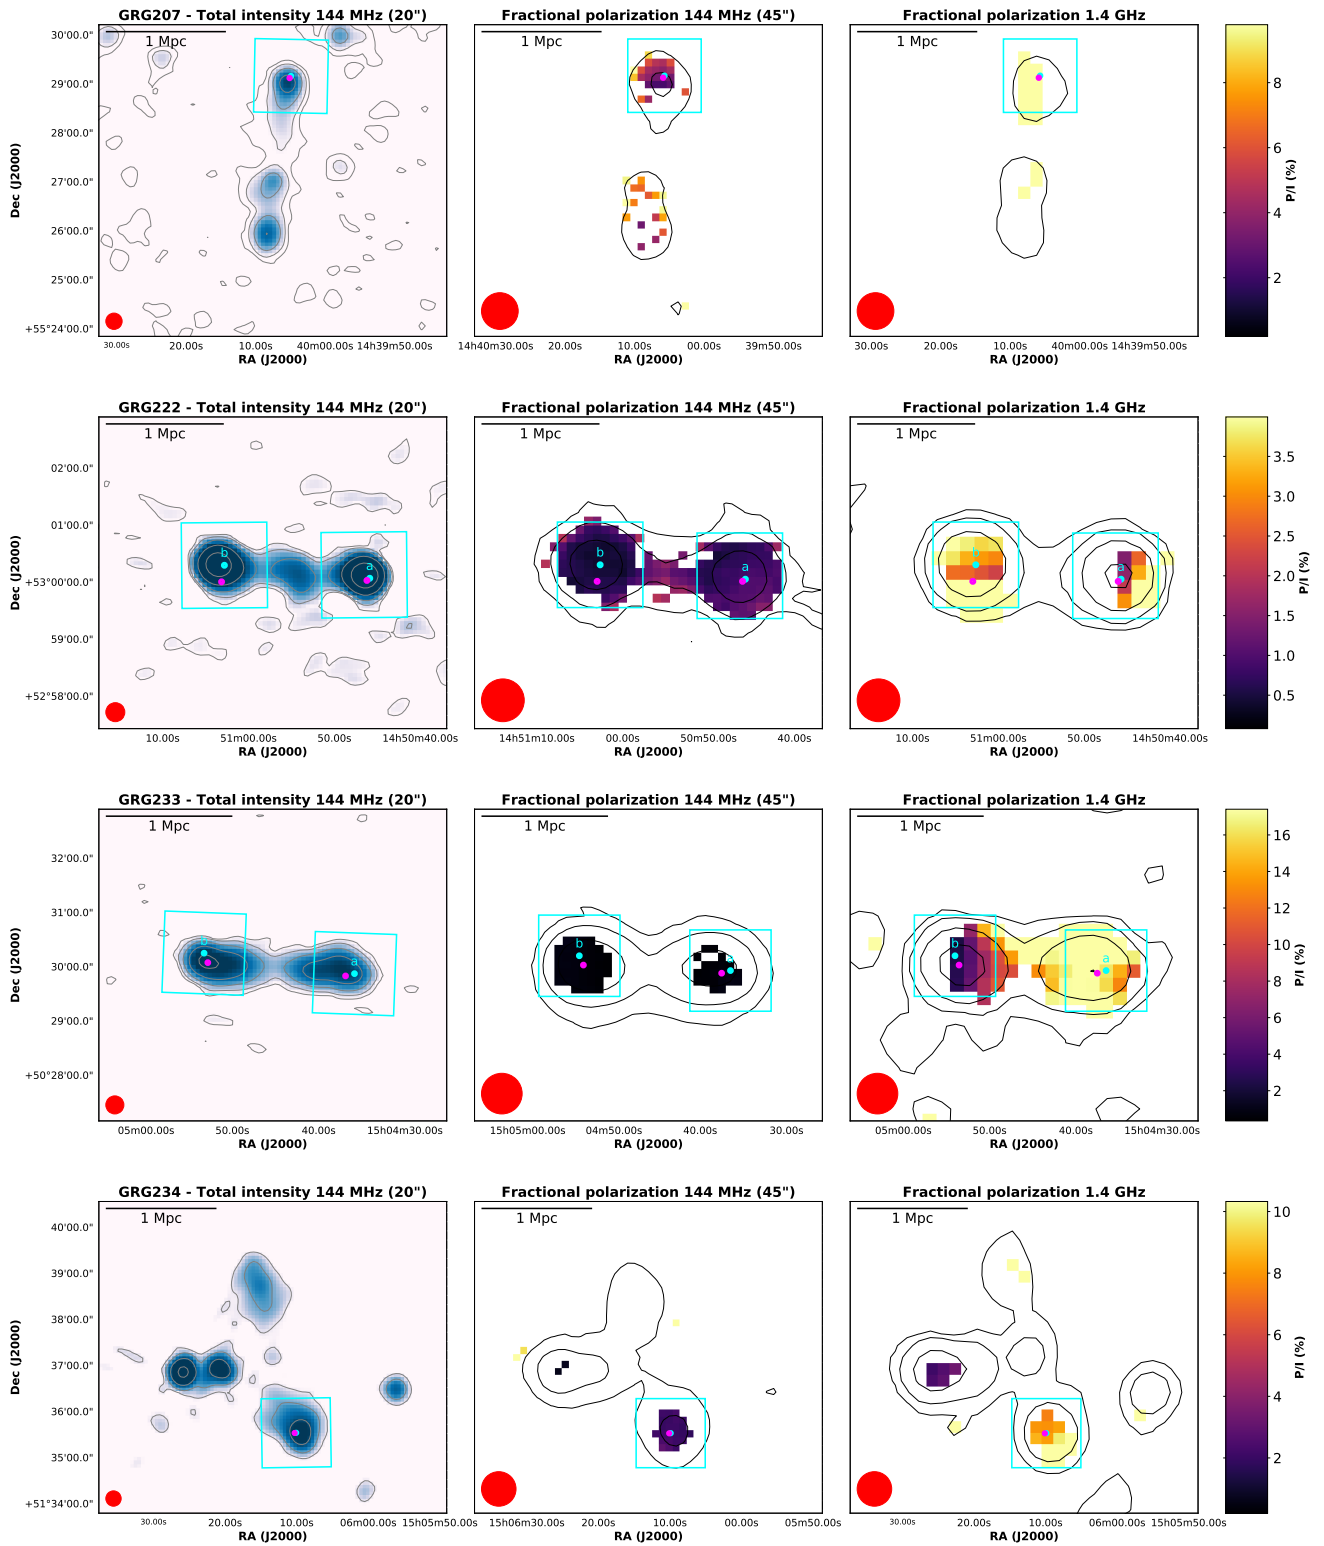 GRG207 - Total intensity 144 MHz (20")
Fractional polarization 144 MHz (45")
Fractional polarization 1.4 GHz
1 Mpc
30'00.0"
29'00.0"
28'00.0"
27'00.0"
26'00.0"
25'00.0"
+55°24'00.0"
Dec (J2000)
30.00s 20.00s 10.00s 40m00.00s 14h39m50.00s
RA (J2000)
14h40m30.00s 20.00s 10.00s 00.00s 39m50.00s
RA (J2000)
30.00s 20.00s 10.00s 40m00.00s 14h39m50.00s
RA (J2000)
8
6
4
2
P/I (%)
GRG222 - Total intensity 144 MHz (20")
Fractional polarization 144 MHz (45")
Fractional polarization 1.4 GHz
1 Mpc
1 Mpc
1 Mpc
02'00.0"
01'00.0"
+53°00'00.0"
59'00.0"
+52°58'00.0"
Dec (J2000)
b
a
b
a
b
a
10.00s 51m00.00s 50.00s 14h50m40.00s
RA (J2000)
14h51m10.00s 00.00s 50m50.00s 40.00s
RA (J2000)
10.00s 51m00.00s 50.00s 14h50m40.00s
RA (J2000)
3.5
3.0
2.5
2.0
1.5
1.0
0.5
P/I (%)
GRG233 - Total intensity 144 MHz (20")
Fractional polarization 144 MHz (45")
Fractional polarization 1.4 GHz
1 Mpc
1 Mpc
1 Mpc
32'00.0"
31'00.0"
30'00.0"
29'00.0"
+50°28'00.0"
Dec (J2000)
b
a
b
a
b
a
05m00.00s 50.00s 40.00s 15h04m30.00s
RA (J2000)
15h05m00.00s 04m50.00s 40.00s 30.00s
RA (J2000)
05m00.00s 50.00s 40.00s 15h04m30.00s
RA (J2000)
16
14
12
10
8
6
4
2
P/I (%)
GRG234 - Total intensity 144 MHz (20")
Fractional polarization 144 MHz (45")
Fractional polarization 1.4 GHz
1 Mpc
1 Mpc
1 Mpc
40'00.0"
39'00.0"
38'00.0"
37'00.0"
36'00.0"
35'00.0"
+51°34'00.0"
Dec (J2000)
30.00s 20.00s 10.00s 06m00.00s 15h05m50.00s
RA (J2000)
15h06m30.00s 20.00s 10.00s 00.00s 05m50.00s
RA (J2000)
30.00s 20.00s 10.00s 06m00.00s 15h05m50.00s
RA (J2000)
10
8
6
4
2
P/I (%)